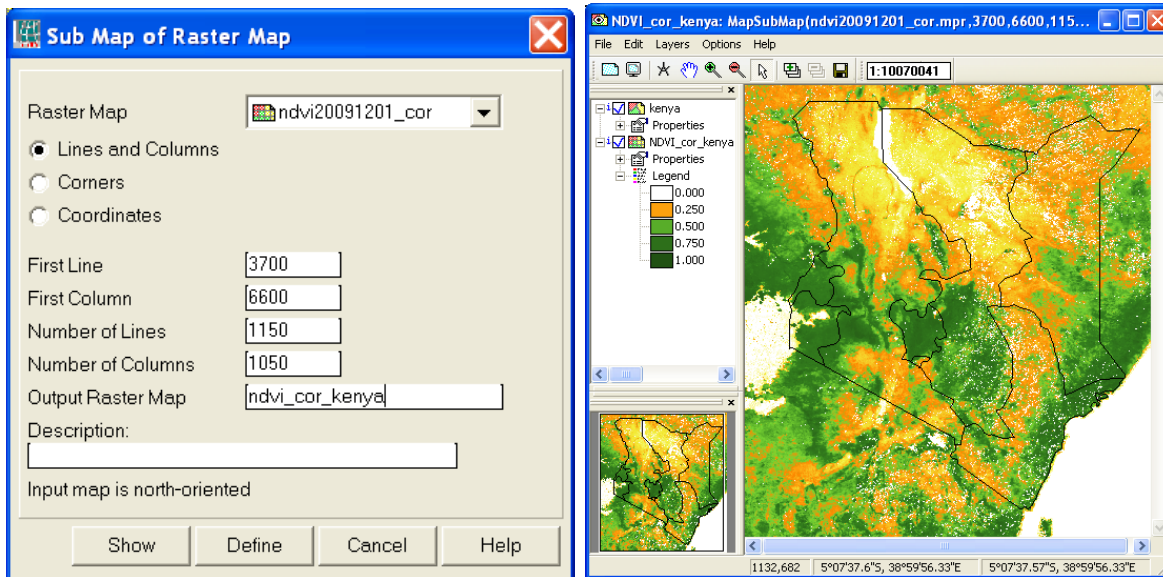 Sub Map of Raster Map
Raster Map
ndvi20091201_cor
Lines and Columns
Corners
Coordinates
First Line
3700
First Column
6600
Number of Lines
1150
Number of Columns
1050
Output Raster Map
ndvi_cor_kenya
Description:
Input map is north-oriented
Show
Define
Cancel
Help
NDVI_cor_kenya: MapSubMap(ndvi20091201_cor.mpr,3700,6600,115...
File Edit Layers Options Help
1:10070041
kenya
Properties
NDVI_cor_kenya
Properties
Legend
0.000
0.250
0.500
0.750
1.000
1132,682
5°07'37.6"S, 38°59'56.33"E
5°07'37.57"S, 38°59'56.33"E